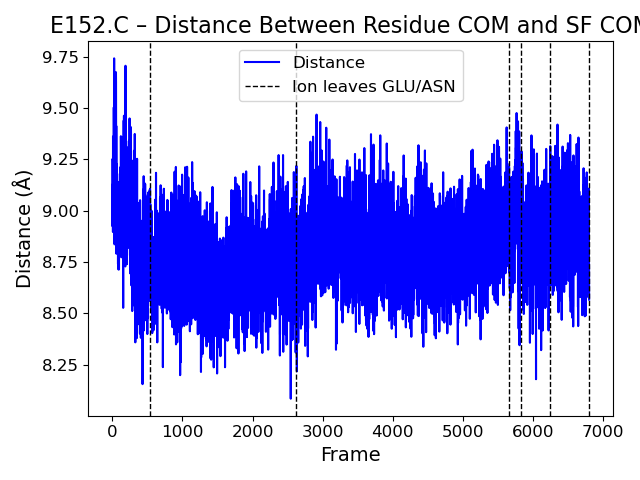 E152.C – Distance Between Residue COM and SF COM
Distance
Ion leaves GLU/ASN
9.75
9.50
9.25
9.00
8.75
8.50
8.25
Distance (Å)
0 1000 2000 3000 4000 5000 6000 7000
Frame